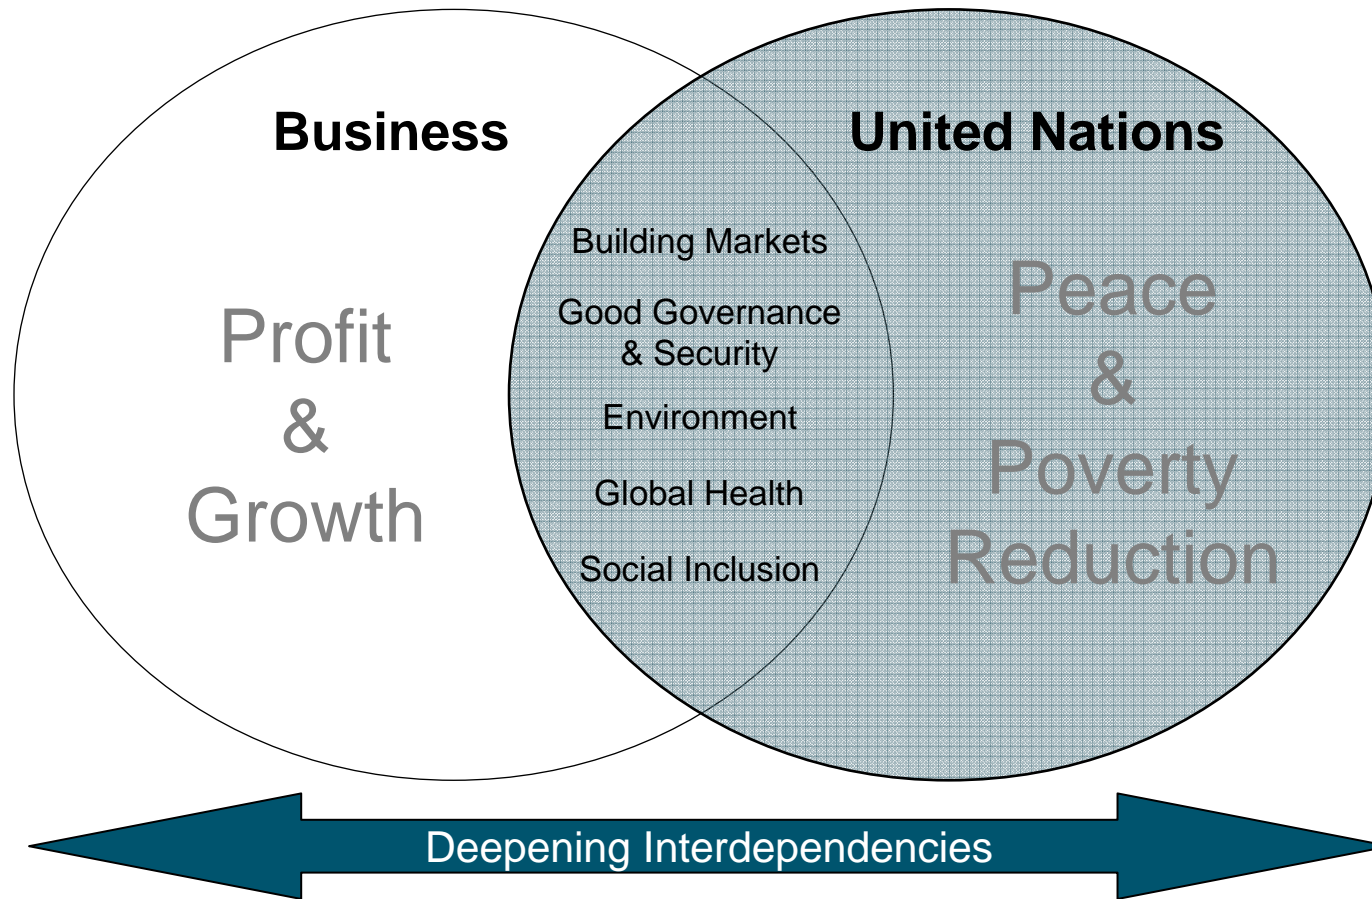 Business
Profit
&
Growth
Building Markets
Good Governance
& Security
Environment
Global Health
Social Inclusion
United Nations
Peace
&
Poverty
Reduction
Deepening Interdependencies